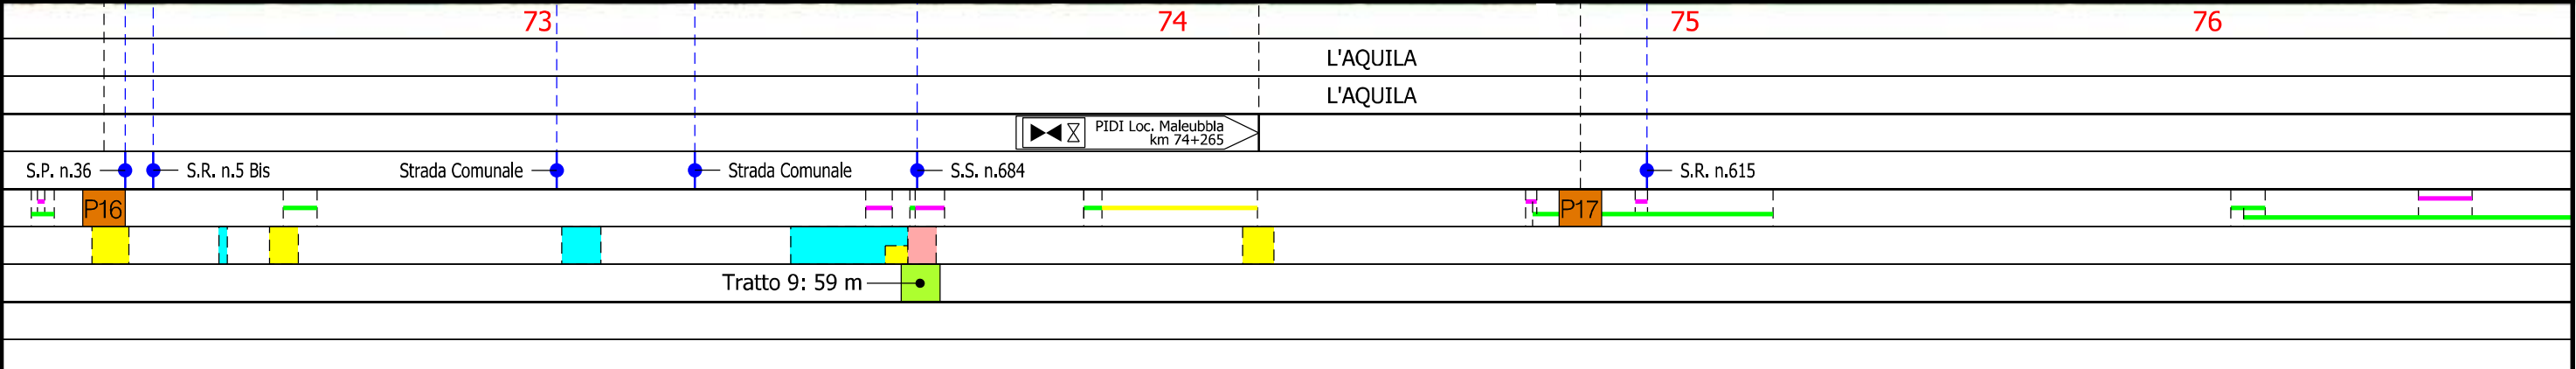 73 74 75 76
L'AQUILA
L'AQUILA
PIDI Loc. Maleubbla
km 74+265
S.P. n.36 S.R. n.5 Bis Strada Comunale Strada Comunale S.S. n.684 S.R. n.615
P16 P17
Tratto 9: 59 m